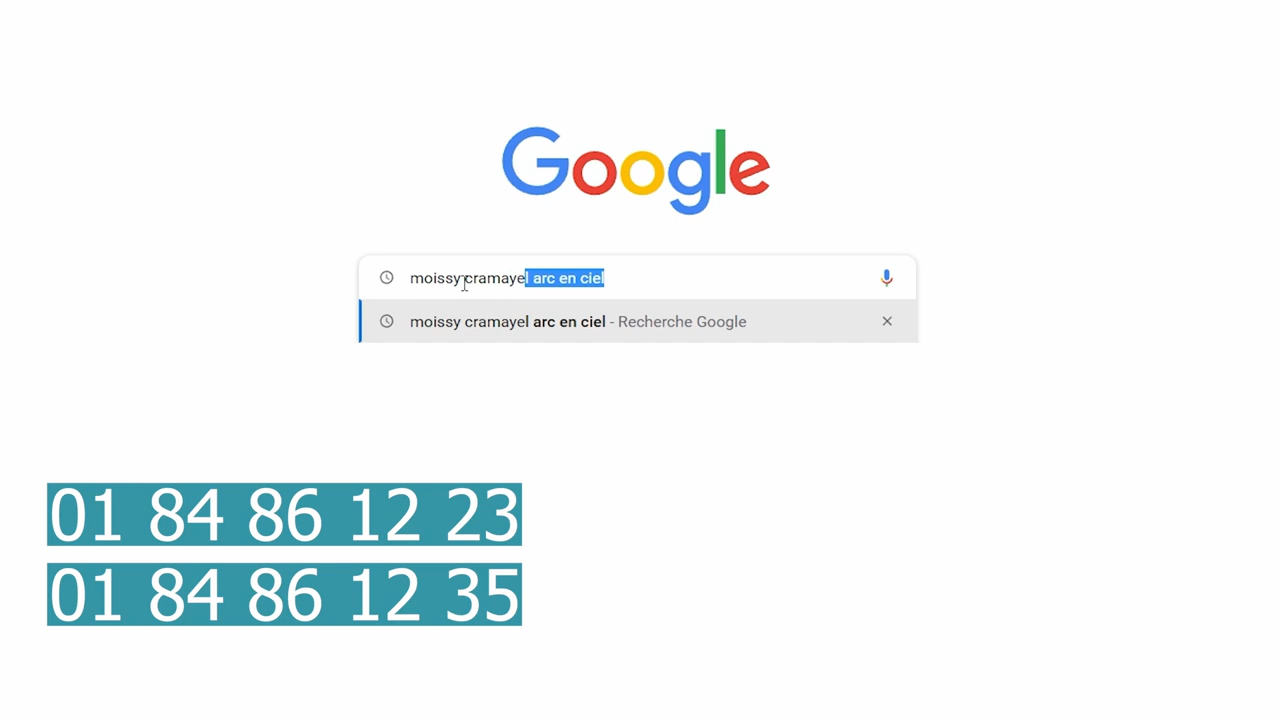 Google
moissy cramayel arc en ciel
moissy cramayel arc en ciel - Recherche Google
01 84 86 12 23
01 84 86 12 35